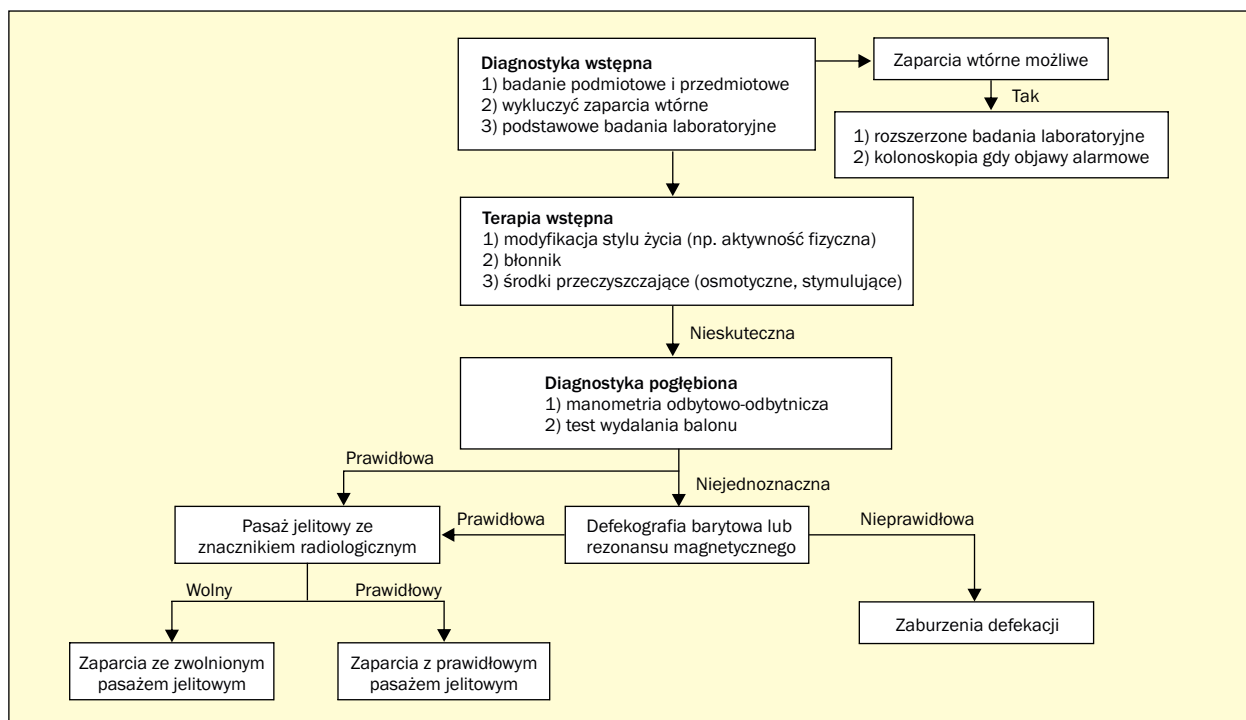 Diagnostyka wstępna
1) badanie podmiotowe i przedmiotowe
2) wykluczyć zaparcia wtórne
3) podstawowe badania laboratoryjne
Zaparcia wtórne możliwe
Tak
1) rozszerzone badania laboratoryjne
2) kolonoskopia gdy objawy alarmowe
Terapia wstępna
1) modyfikacja stylu życia (np. aktywność fizyczna)
2) błonnik
3) środki przeczyszczające (osmotyczne, stymulujące)
Nieskuteczna
Diagnostyka pogłębiona
1) manometria odbytowo-odbytnicza
2) test wydalania balonu
Prawidłowa
Niejednoznaczna
Pasaż jelitowy ze
znacznikiem radiologicznym
Prawidłowa
Defekografia barytowa lub
rezonansu magnetycznego
Nieprawidłowa
Wolny
Prawidłowy
Zaburzenia defekacji
Zaparcia ze zwolnionym
pasażem jelitowym
Zaparcia z prawidłowym
pasażem jelitowym